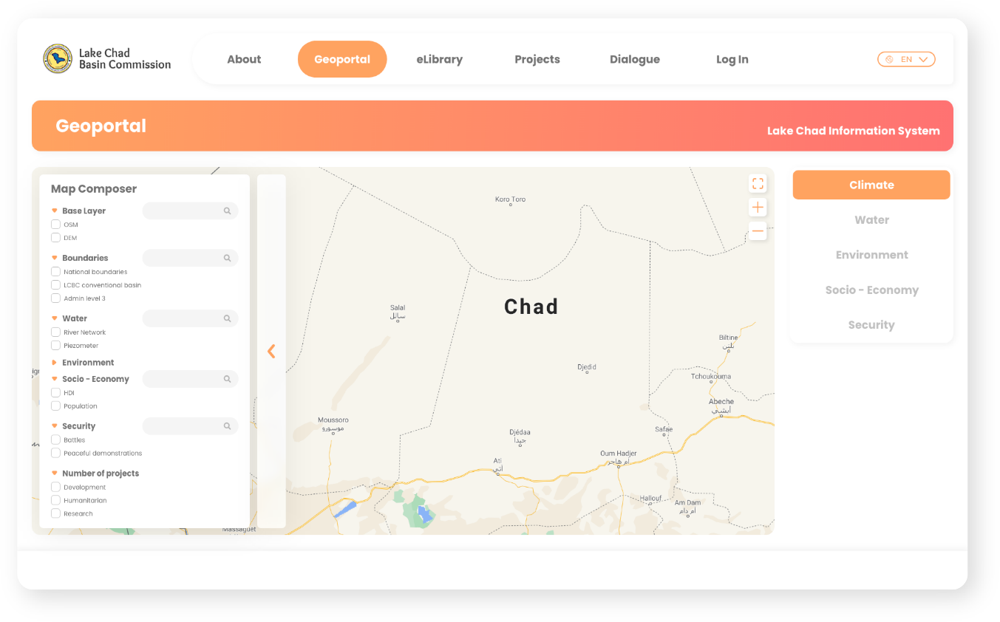 Lake Chad
Basin Commission
About
Geoportal
eLibrary
Projects
Dialogue
Log In
EN
Geoportal
Lake Chad Information System
Map Composer
Base Layer
OSM
DEM
Boundaries
National boundaries
LCBC conventional basin
Admin level 3
Water
River Network
Piezometer
Environment
Socio - Economy
HDI
Population
Security
Battles
Peaceful demonstrations
Number of projects
Development
Humanitarian
Research
Koro Toro
Chad
Salal
سالال
Biltine
بلتن
Djedid
Tchoukouma
Abeche
أبشي
Moussoro
موسورو
Djédaa
جيدا
Safae
Oum Hadjer
أم هاجر
Ati
أتي
Hallouf
Am Dam
أم دام
Massaguet
Climate
Water
Environment
Socio - Economy
Security